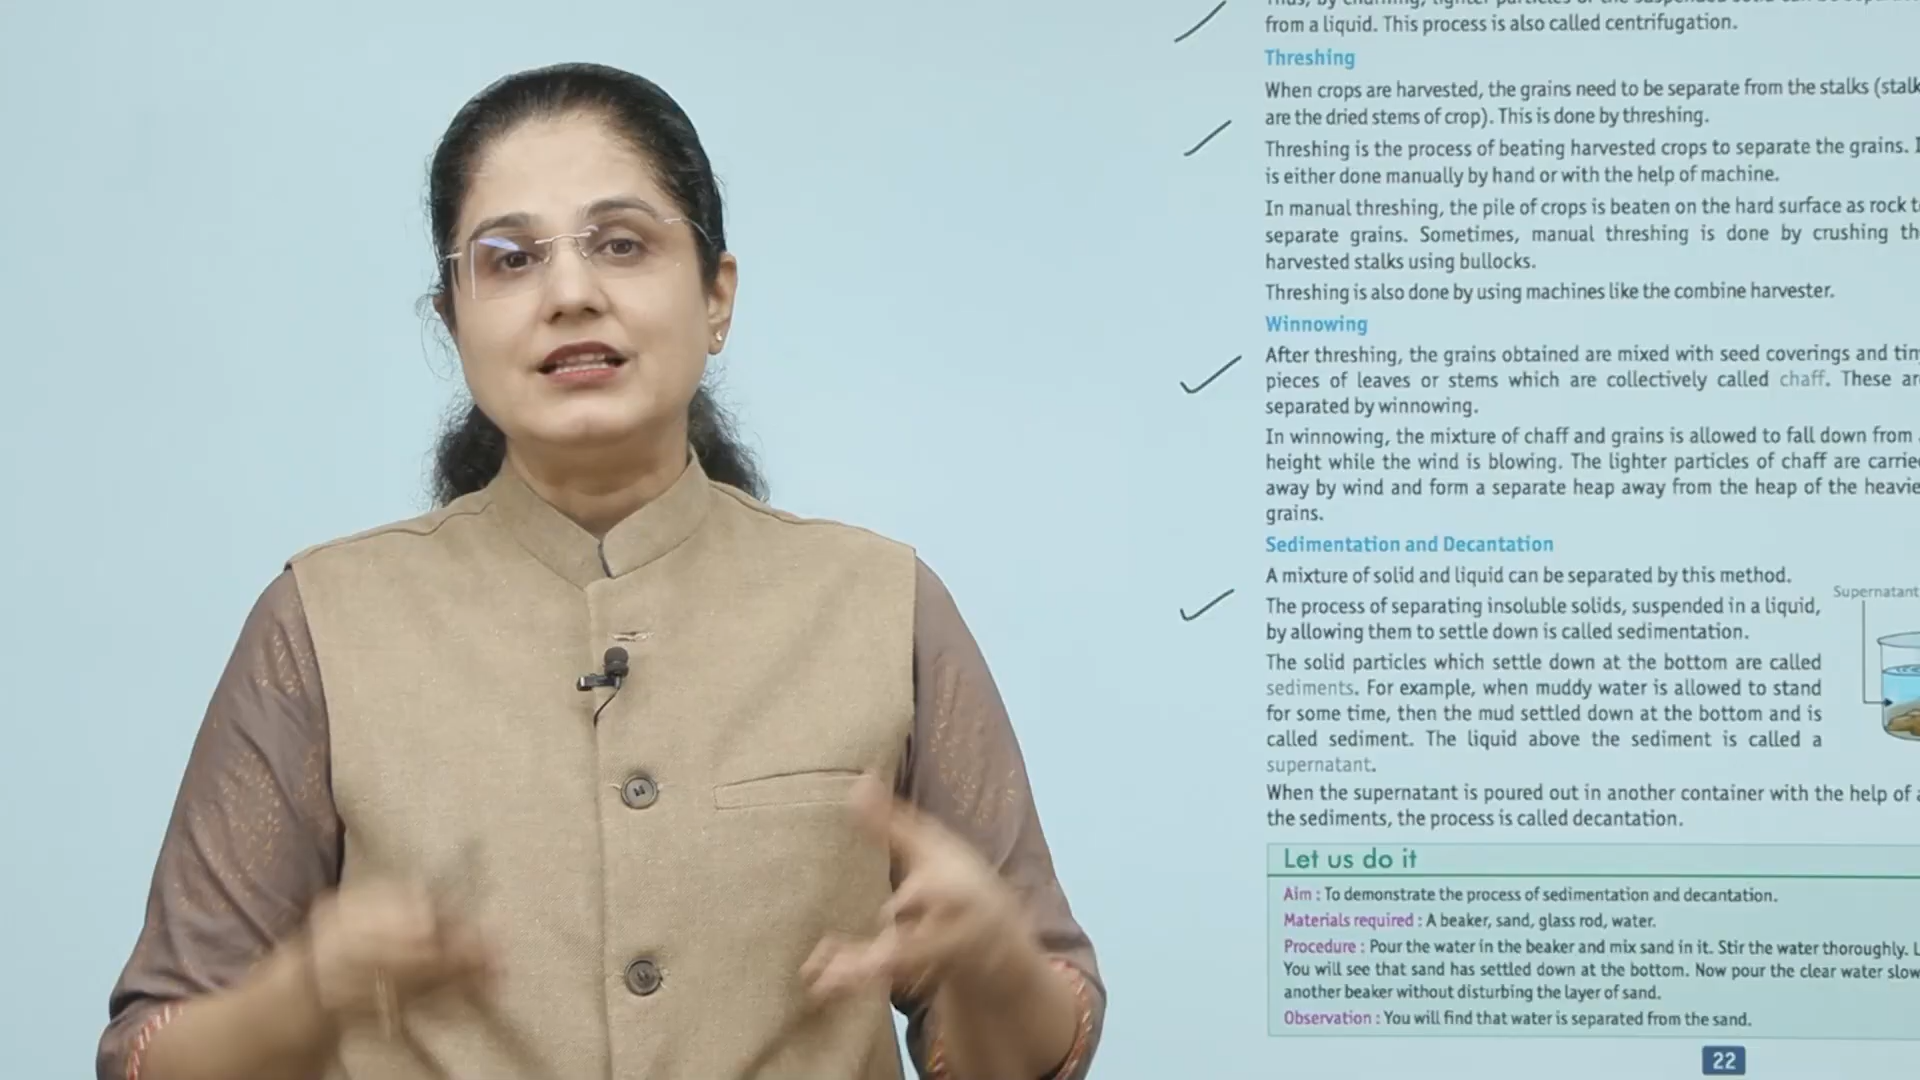 from a liquid. This process is also called centrifugation.
Threshing
When crops are harvested, the grains need to be separate from the stalks
are the dried stems of crop). This is done by threshing.
Threshing is the process of beating harvested crops to separate the grains.
is either done manually by hand or with the help of machine.
In manual threshing, the pile of crops is beaten on the hard surface as rock
separate grains. Sometimes, manual threshing is done by crushing
harvested stalks using bullocks.
Threshing is also done by using machines like the combine harvester.
Winnowing
After threshing, the grains obtained are mixed with seed coverings and
pieces of leaves or stems which are collectively called chaff. These
separated by winnowing.
In winnowing, the mixture of chaff and grains is allowed to fall down from
height while the wind is blowing. The lighter particles of chaff are
away by wind and form a separate heap away from the heap of the
grains.
Sedimentation and Decantation
A mixture of solid and liquid can be separated by this method.
Supernatant
The process of separating insoluble solids, suspended in a liquid,
by allowing them to settle down is called sedimentation.
The solid particles which settle down at the bottom are called
sediments. For example, when muddy water is allowed to stand
for some time, then the mud settled down at the bottom and is
called sediment. The liquid above the sediment is called a
supernatant.
When the supernatant is poured out in another container with the help of
the sediments, the process is called decantation.
Let us do it
Aim : To demonstrate the process of sedimentation and decantation.
Materials required : A beaker, sand, glass rod, water.
Procedure : Pour the water in the beaker and mix sand in it. Stir the water thoroughly.
You will see that sand has settled down at the bottom. Now pour the clear water
another beaker without disturbing the layer of sand.
Observation : You will find that water is separated from the sand.
22